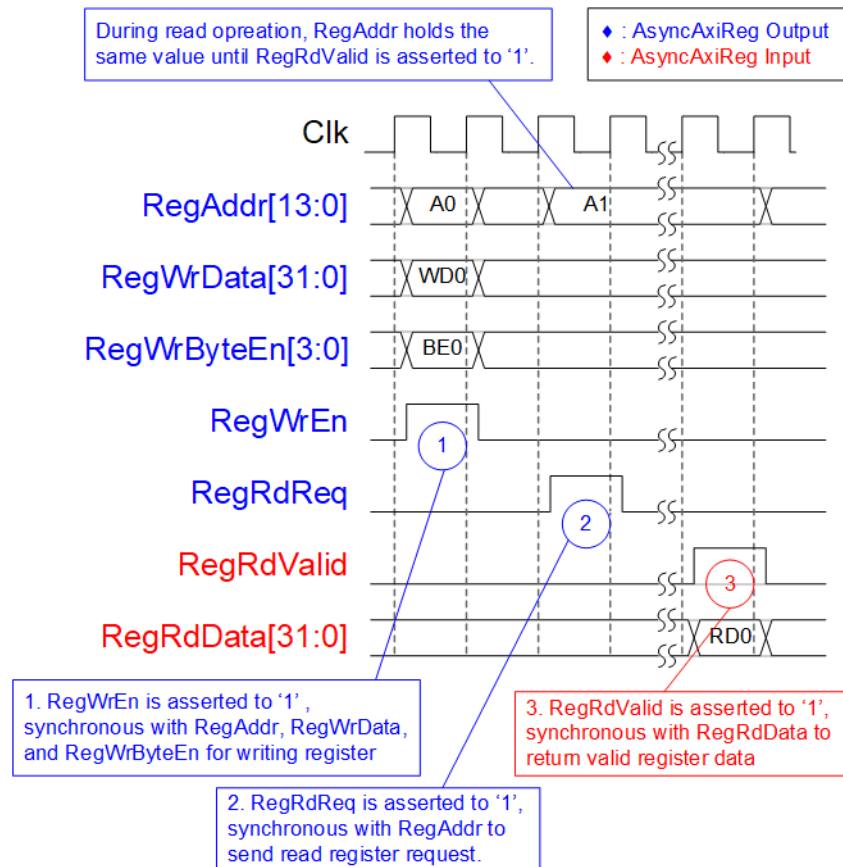 During read opreation, RegAddr holds the
same value until RegRdValid is asserted to ‘1’.
♦ : AsyncAxiReg Output
♦ : AsyncAxiReg Input
Clk
RegAddr[13:0]
A0
A1
RegWrData[31:0]
WD0
RegWrByteEn[3:0]
BE0
RegWrEn
1
RegRdReq
2
RegRdValid
3
RegRdData[31:0]
RD0
1. RegWrEn is asserted to ‘1’ ,
synchronous with RegAddr, RegWrData,
and RegWrByteEn for writing register
3. RegRdValid is asserted to ‘1’,
synchronous with RegRdData to
return valid register data
2. RegRdReq is asserted to ‘1’,
synchronous with RegAddr to
send read register request.